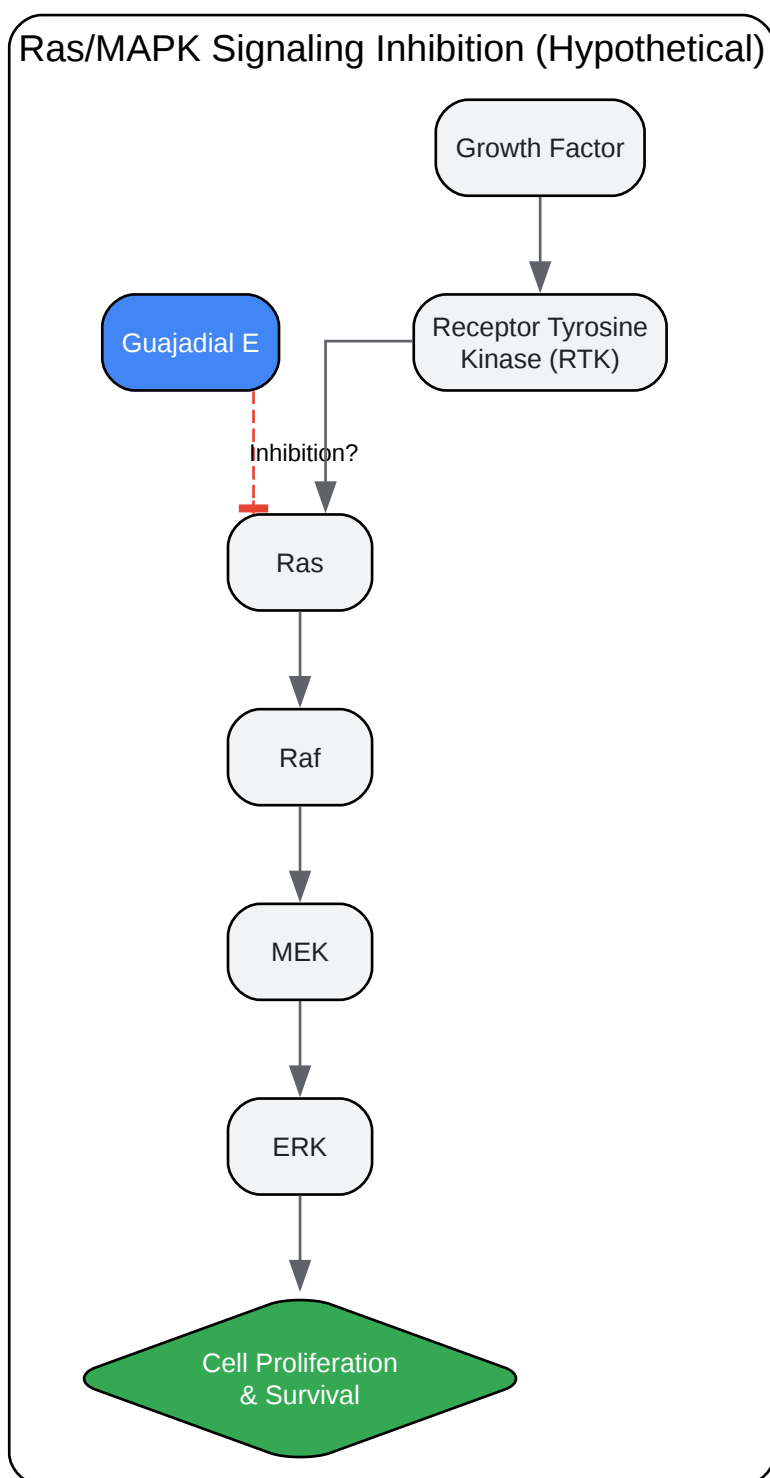 Ras/MAPK Signaling Inhibition (Hypothetical)
Growth Factor
Guajadial E
Receptor Tyrosine
Kinase (RTK)
Inhibition?
Ras
Raf
MEK
ERK
Cell Proliferation
& Survival